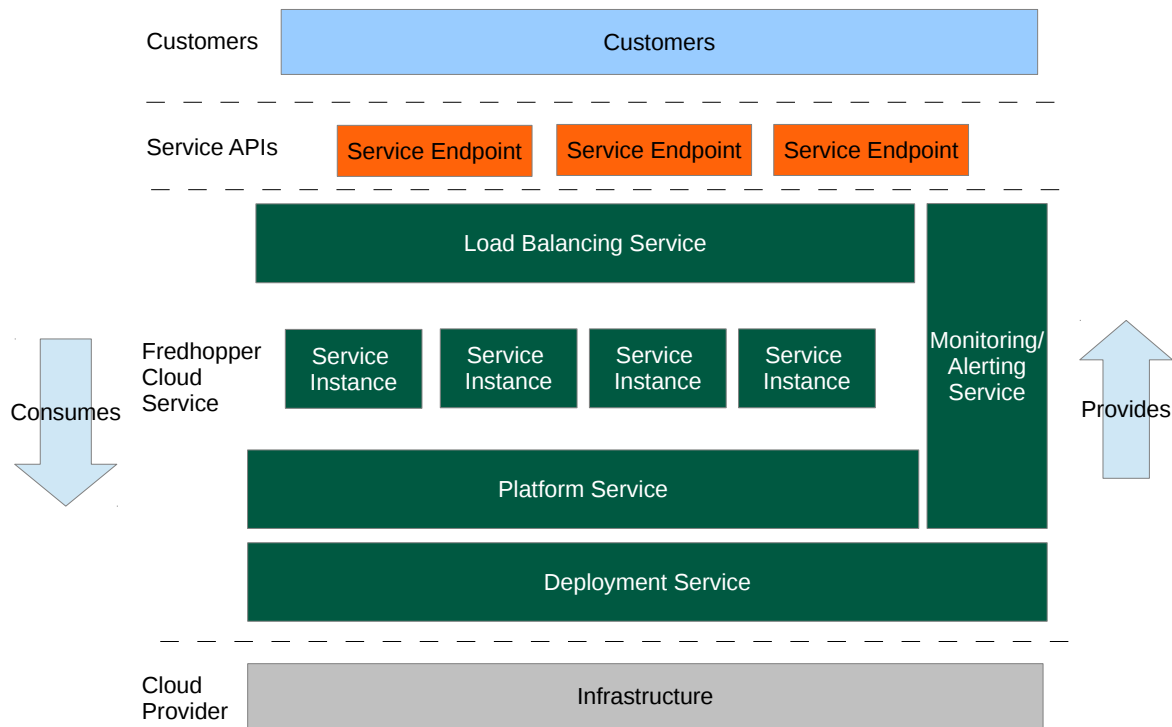 Customers
Customers
Service APIs
Service Endpoint
Service Endpoint
Service Endpoint
Load Balancing Service
Consumes
Fredhopper
Cloud
Service
Service
Instance
Service
Instance
Service
Instance
Service
Instance
Monitoring/
Alerting
Service
Provides
Platform Service
Deployment Service
Cloud
Provider
Infrastructure